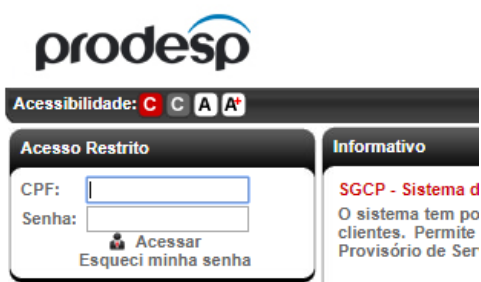 prodesp
Acessibilidade: C C A A+
Acesso Restrito
CPF:
Senha:
Acessar
Esqueci minha senha
Informativo
SGCP - Sistema d
O sistema tem po
clientes. Permite
Provisório de Ser